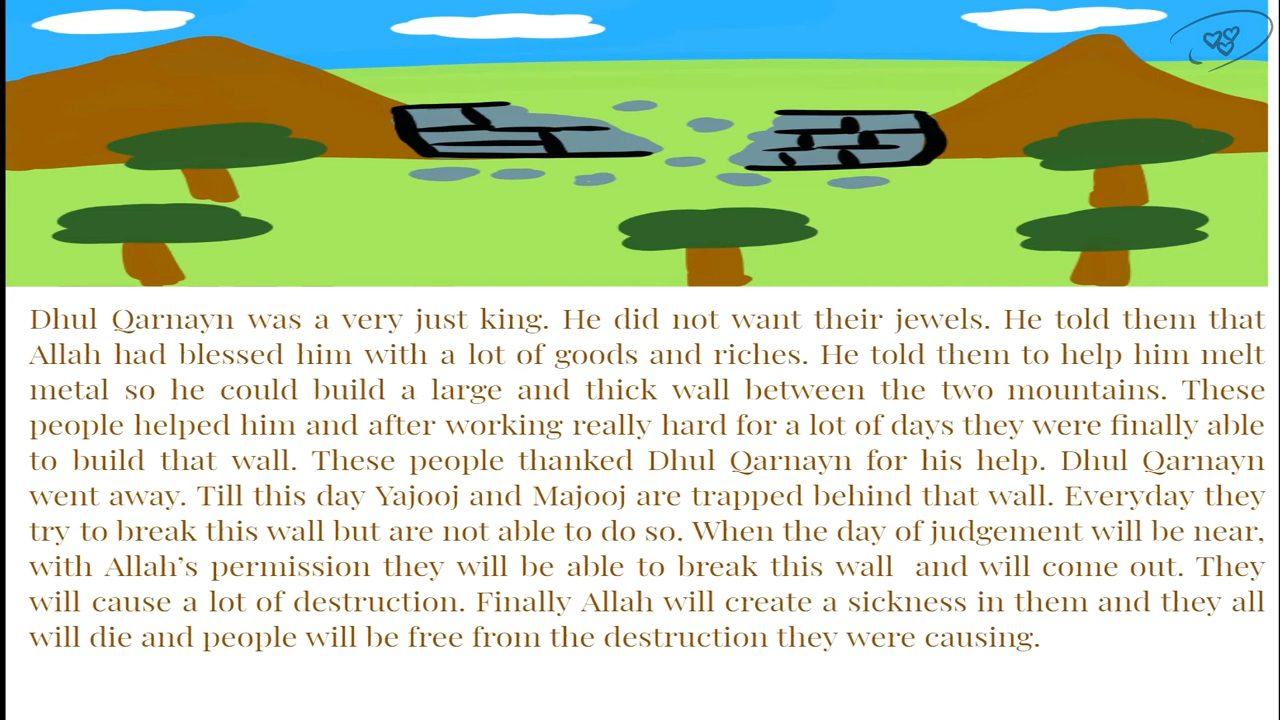 Dhul Qarnayn was a very just king. He did not want their jewels. He told them that
Allah had blessed him with a lot of goods and riches. He told them to help him melt
metal so he could build a large and thick wall between the two mountains. These
people helped him and after working really hard for a lot of days they were finally able
to build that wall. These people thanked Dhul Qarnayn for his help. Dhul Qarnayn
went away. Till this day Yajooj and Majooj are trapped behind that wall. Everyday they
try to break this wall but are not able to do so. When the day of judgement will be near,
with Allah’s permission they will be able to break this wall  and will come out. They
will cause a lot of destruction. Finally Allah will create a sickness in them and they all
will die and people will be free from the destruction they were causing.